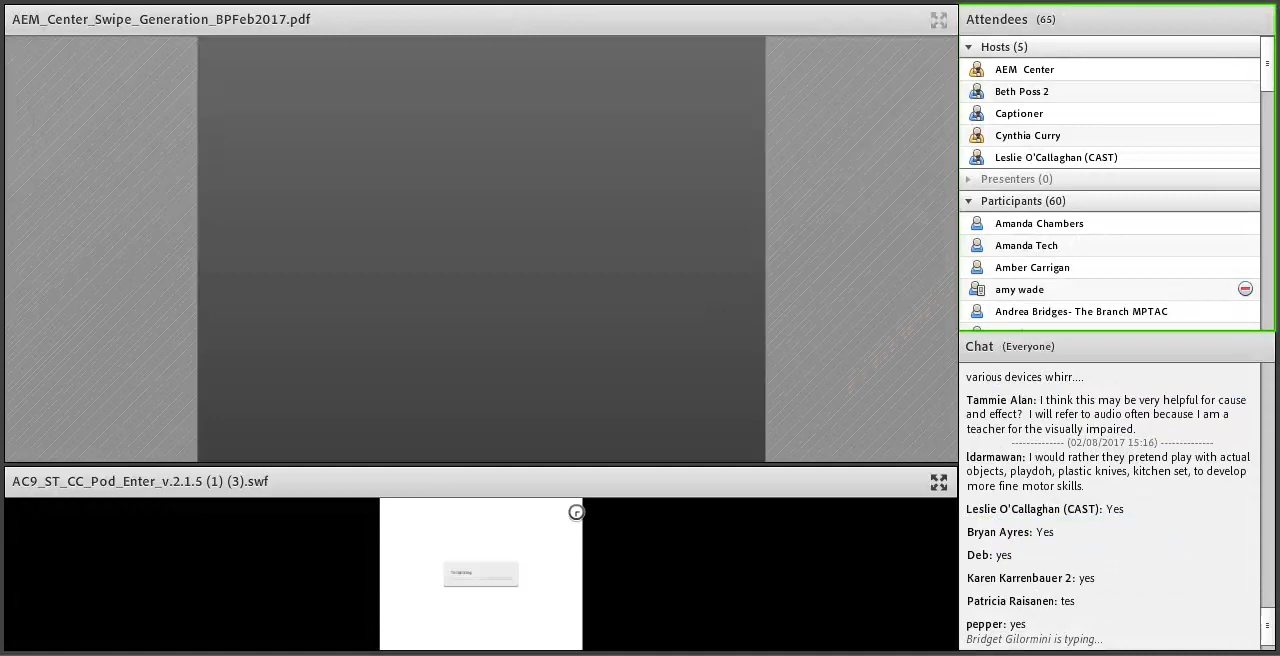 AEM_Center_Swipe_Generation_BPFeb2017.pdf
Attendees (65)
Hosts (5)
AEM Center
Beth Poss 2
Captioner
Cynthia Curry
Leslie O'Callaghan (CAST)
Presenters (0)
Participants (60)
Amanda Chambers
Amanda Tech
Amber Carrigan
amy wade
Andrea Bridges- The Branch MPTAC
Chat (Everyone)
various devices whirr....
Tammie Alan: I think this may be very helpful for cause
and effect? I will refer to audio often because I am a
teacher for the visually impaired.
-------------- (02/08/2017 15:16) --------------
ldarmawan: I would rather they pretend play with actual
objects, playdoh, plastic knives, kitchen set, to develop
more fine motor skills.
Leslie O'Callaghan (CAST): Yes
Bryan Ayres: Yes
Deb: yes
Karen Karrenbauer 2: yes
Patricia Raisanen: tes
pepper: yes
Bridget Gilormini is typing...
AC9_ST_CC_Pod_Enter_v.2.1.5 (1) (3).swf